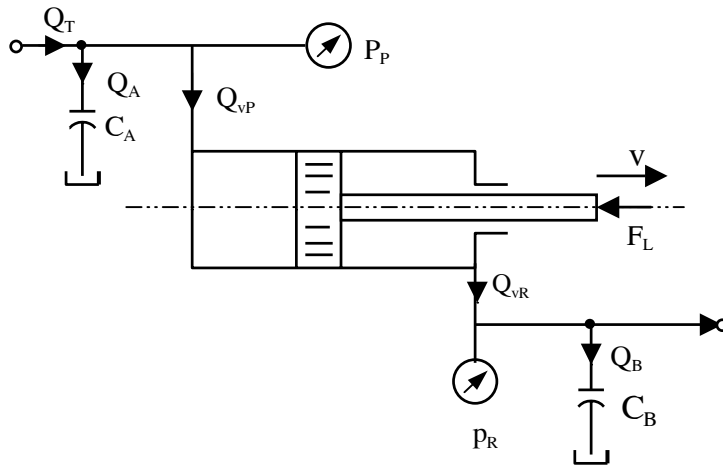 Q_T
P_P
Q_A
Q_vP
C_A
v
F_L
Q_vR
Q_B
C_B
p_R